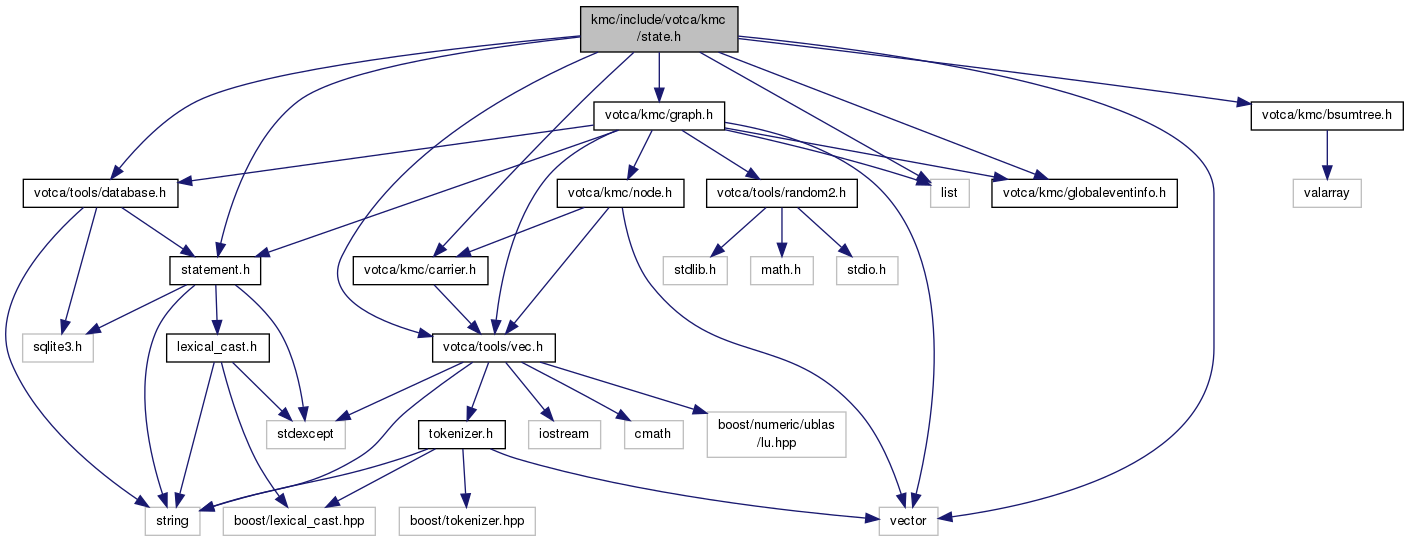 kmc/include/votca/kmc
/state.h
votca/kmc/graph.h
votca/kmc/bsumtree.h
votca/tools/database.h
votca/kmc/node.h
votca/tools/random2.h
list
votca/kmc/globaleventinfo.h
valarray
statement.h
votca/kmc/carrier.h
stdlib.h
math.h
stdio.h
sqlite3.h
lexical_cast.h
votca/tools/vec.h
stdexcept
tokenizer.h
iostream
cmath
boost/numeric/ublas
/lu.hpp
string
boost/lexical_cast.hpp
boost/tokenizer.hpp
vector